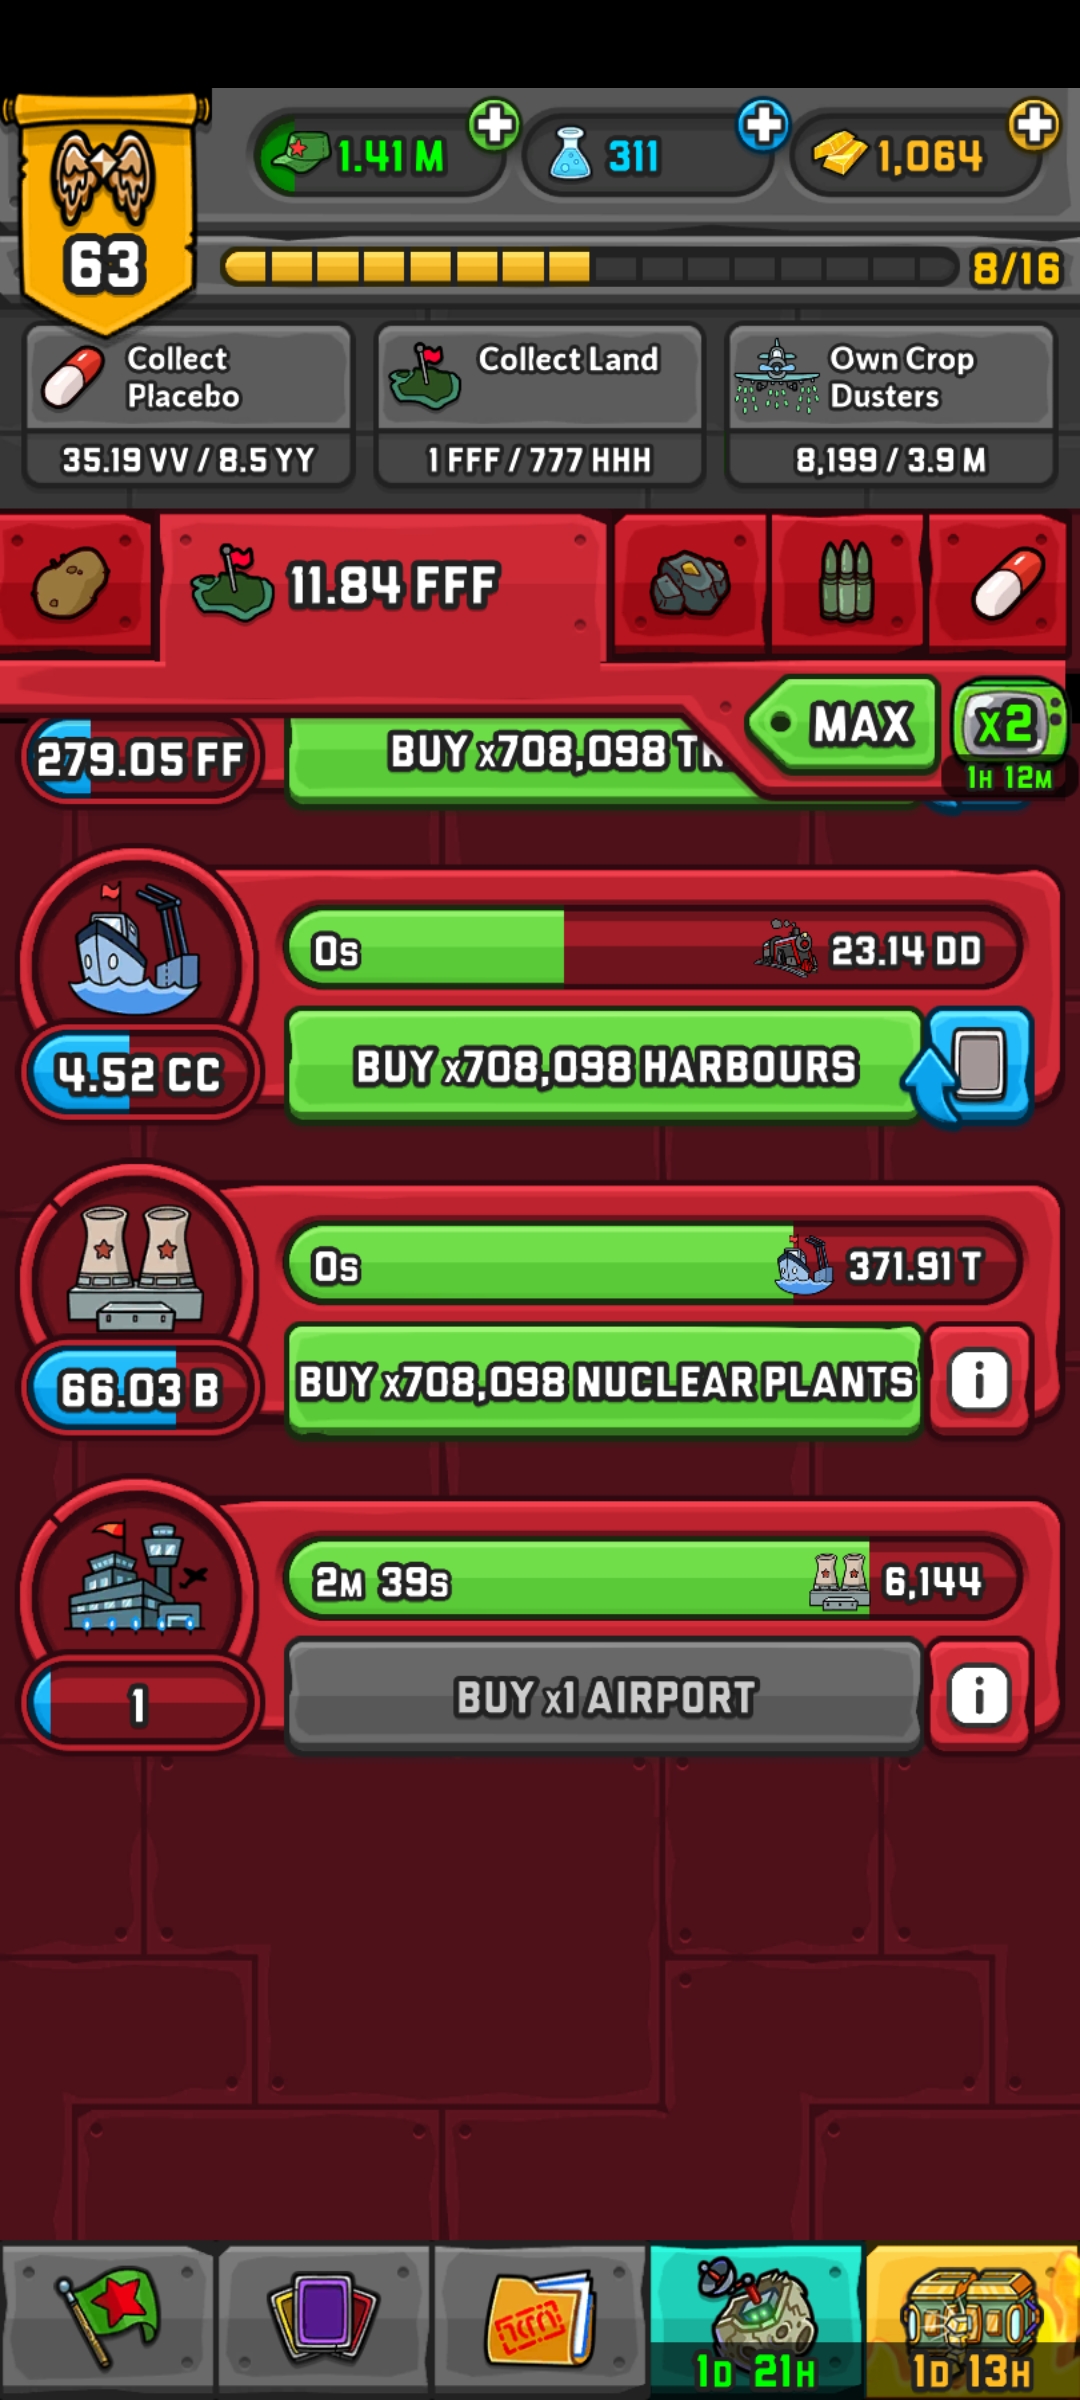 63
1.41 M
311
1,064
8/16
Collect
Placebo
35.19 VV / 8.5 YY
Collect Land
1 FFF / 777 HHH
Own Crop
Dusters
8,199 / 3.9 M
11.84 FFF
MAX
x2
1H 12M
279.05 FF
BUY x708,098
0s
23.14 DD
4.52 CC
BUY x708,098 HARBOURS
0s
371.91 T
66.03 B
BUY x708,098 NUCLEAR PLANTS
i
2M 39s
6,144
1
BUY x1 AIRPORT
i
1D 21H
1D 13H